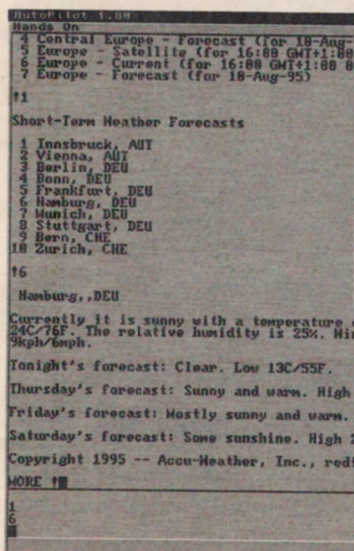 AutoPilot 1.00
Hands On
4 Central Europe - Forecast (for 18-Aug-
5 Europe - Satellite (for 16:00 GMT+1:00
6 Europe - Current (for 16:00 GMT+1:00
7 Europe - Forecast (for 18-Aug-95)
!1
Short-Term Weather Forecasts
1 Innsbruck, AUT
2 Vienna, AUT
3 Berlin, DEU
4 Bonn, DEU
5 Frankfurt, DEU
6 Hamburg, DEU
7 Munich, DEU
8 Stuttgart, DEU
9 Bern, CHE
10 Zurich, CHE
!6
Hamburg,,DEU
Currently it is sunny with a temperature
24C/76F. The relative humidity is 25%.
9kph/6mph.
Tonight's forecast: Clear. Low 13C/55F.
Thursday's forecast: Sunny and warm. High
Friday's forecast: Mostly sunny and warm.
Saturday's forecast: Some sunshine. High
Copyright 1995 -- Accu-Weather, Inc.,
MORE !
1
6